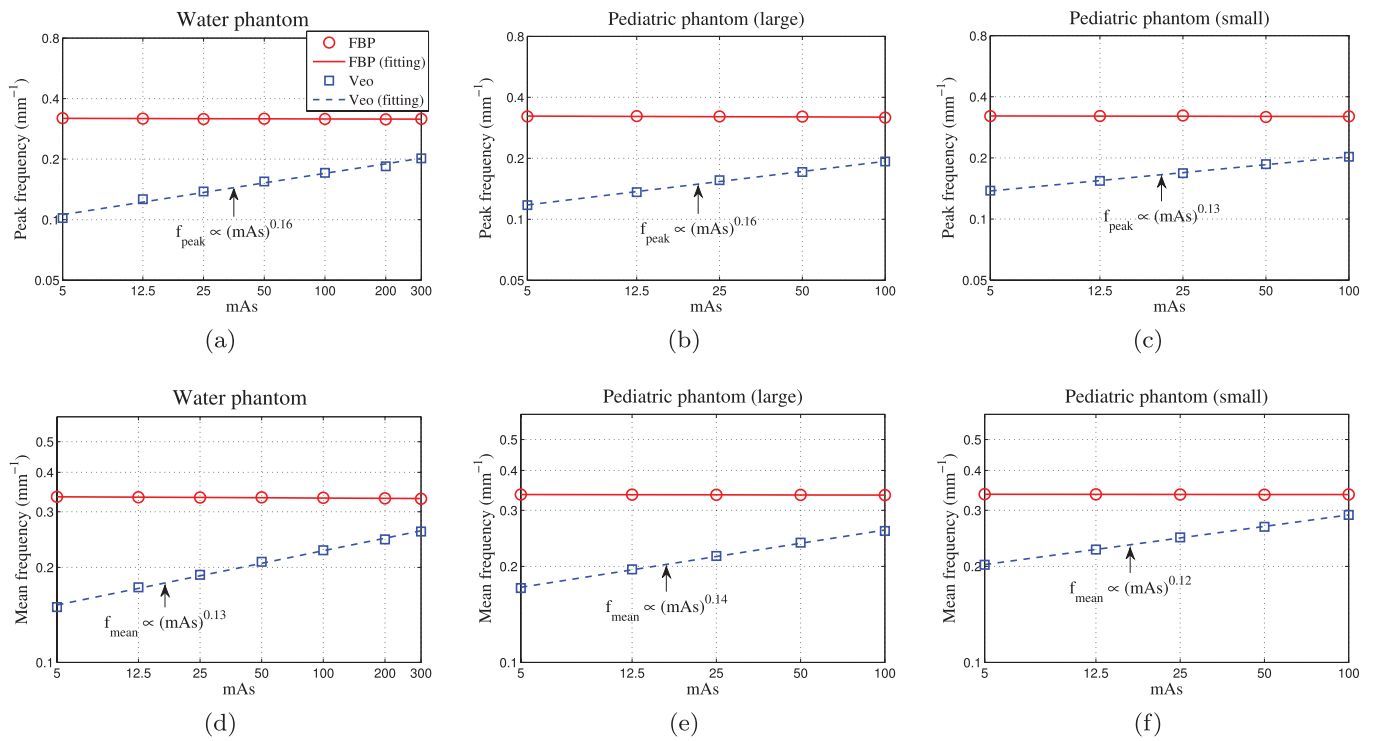 Water phantom
Pediatric phantom (large)
Pediatric phantom (small)
FBP
FBP (fitting)
Veo
Veo (fitting)
Peak frequency (mm⁻¹)
0.8
0.4
0.2
0.1
0.05
f_peak ∝ (mAs)^0.16
5 12.5 25 50 100 200 300
mAs
(a)
Peak frequency (mm⁻¹)
0.8
0.4
0.2
0.1
0.05
f_peak ∝ (mAs)^0.16
5 12.5 25 50 100
mAs
(b)
Peak frequency (mm⁻¹)
0.8
0.4
0.2
0.1
0.05
f_peak ∝ (mAs)^0.13
5 12.5 25 50 100
mAs
(c)
Water phantom
Mean frequency (mm⁻¹)
0.5
0.4
0.3
0.2
0.1
f_mean ∝ (mAs)^0.13
5 12.5 25 50 100 200 300
mAs
(d)
Pediatric phantom (large)
Mean frequency (mm⁻¹)
0.5
0.4
0.3
0.2
0.1
f_mean ∝ (mAs)^0.14
5 12.5 25 50 100
mAs
(e)
Pediatric phantom (small)
Mean frequency (mm⁻¹)
0.5
0.4
0.3
0.2
0.1
f_mean ∝ (mAs)^0.12
5 12.5 25 50 100
mAs
(f)